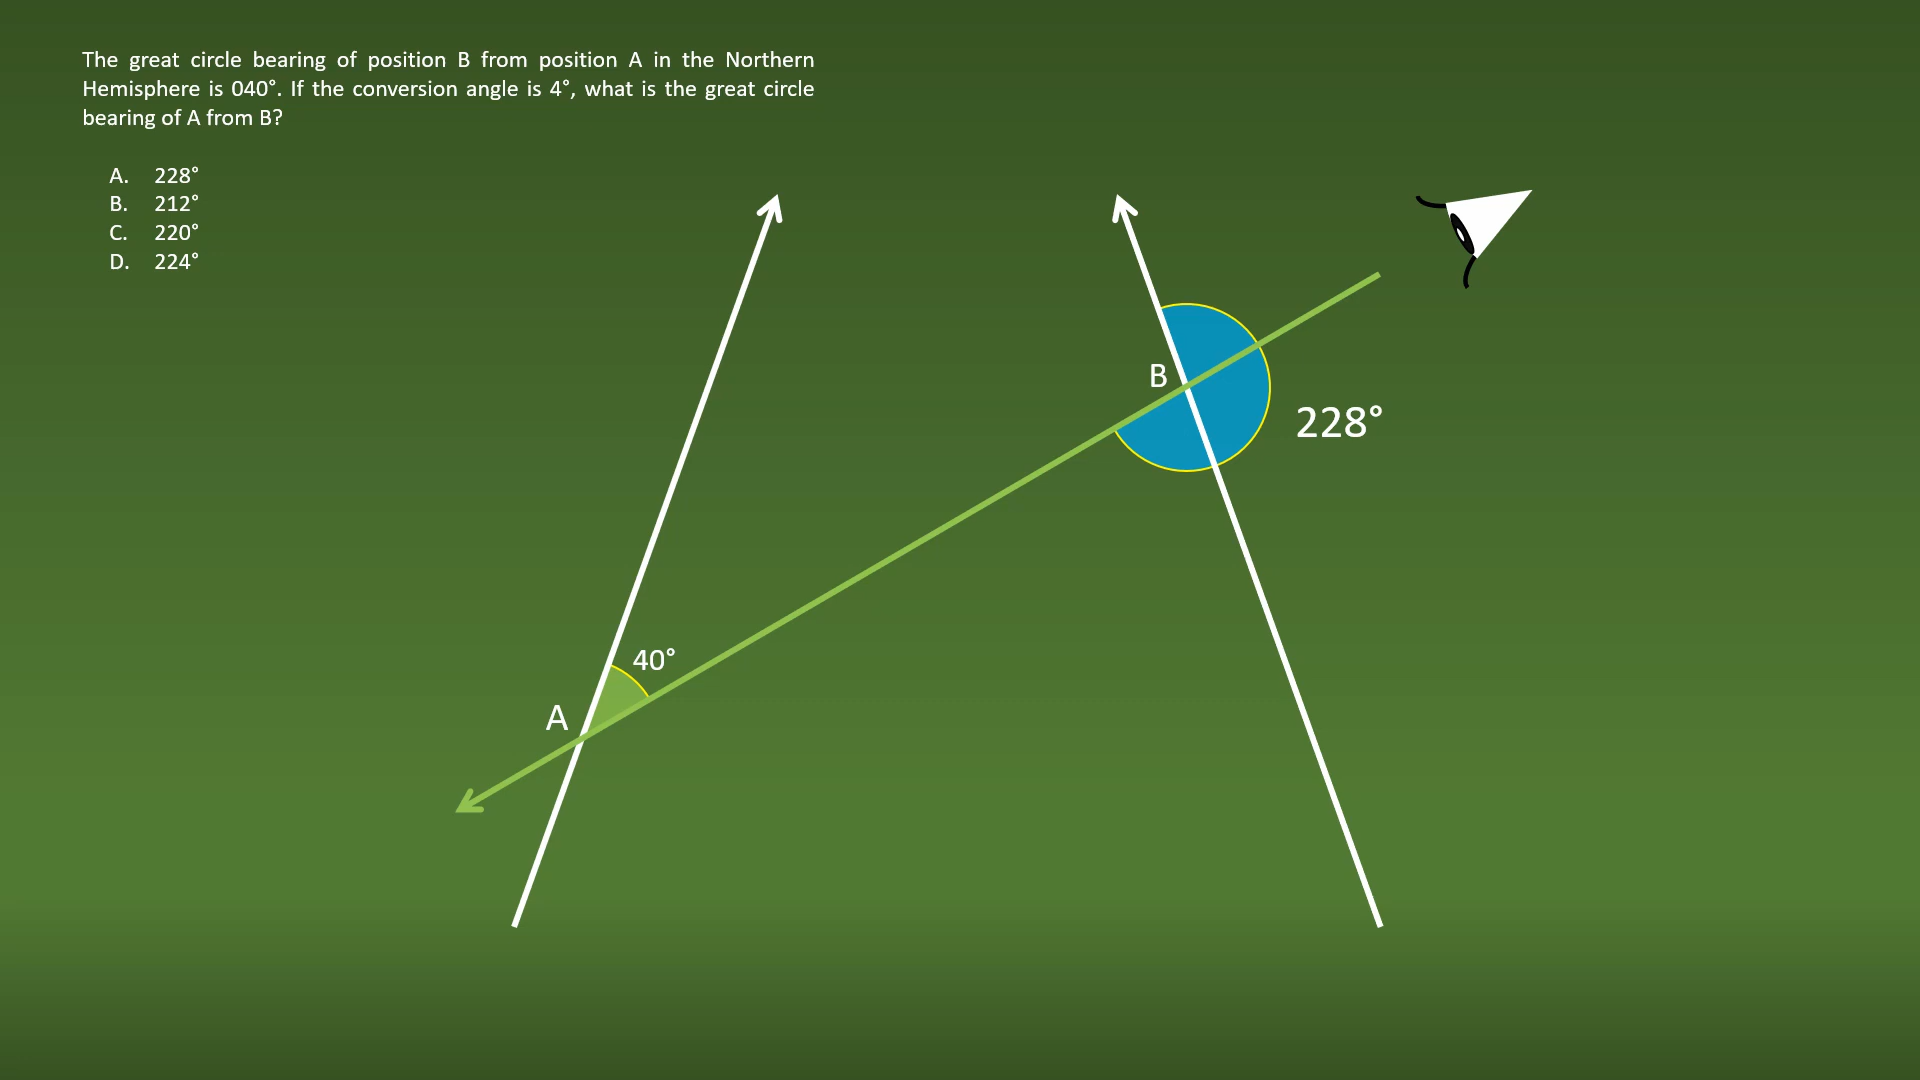 The great circle bearing of position B from position A in the Northern
Hemisphere is 040°. If the conversion angle is 4°, what is the great circle
bearing of A from B?
A. 228°
B. 212°
C. 220°
D. 224°
B
228°
40°
A